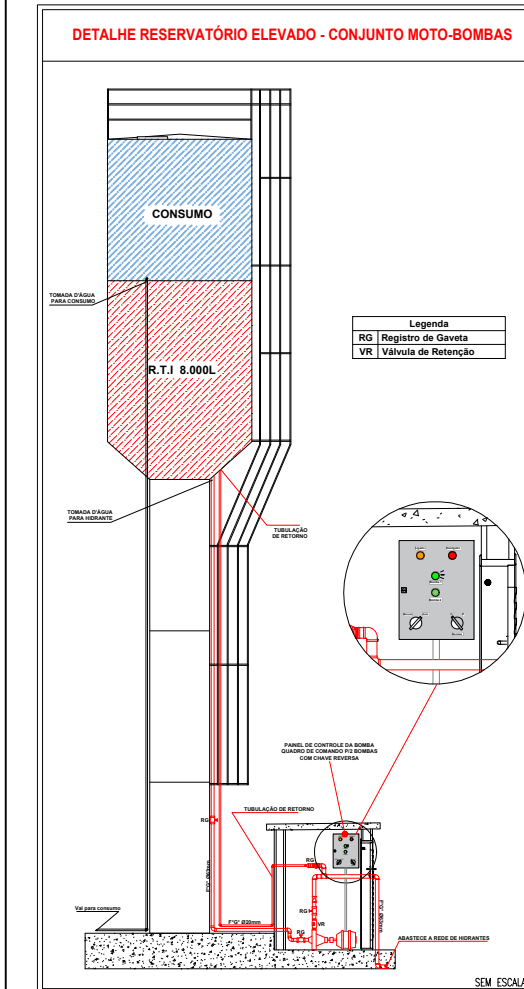 DETALHE RESERVATÓRIO ELEVADO - CONJUNTO MOTO-BOMBAS
CONSUMO
TOMADA D'ÁGUA
PARA CONSUMO
Legenda
RG Registro de Gaveta
VR Válvula de Retenção
R.T.I 8.000L
TOMADA D'ÁGUA
PARA HIDRANTE
TUBULAÇÃO
DE RETORNO
PAINEL DE CONTROLE DA BOMBA
QUADRO DE COMANDO P/2 BOMBAS
COM CHAVE REVERSA
TUBULAÇÃO DE RETORNO
RG
RG
F°G° Ø63mm
Vai para consumo
F°G° Ø20mm
RG
VR
RG
F°G° Ø63mm
ABASTECE A REDE DE HIDRANTES
SEM ESCALA